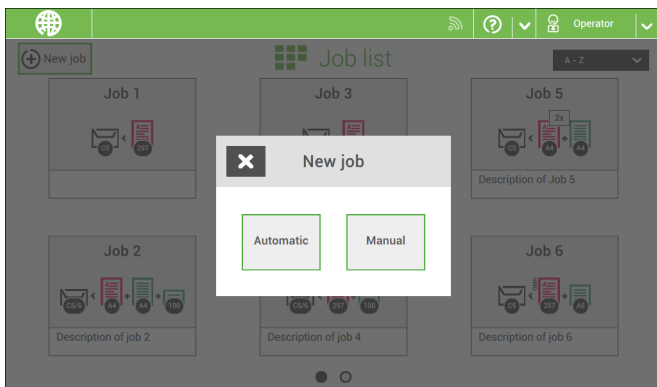 Operator
New job
Job list
A - Z
Job 1
Job 3
Job 5
2x
C5
297
C5
A4
A4
Description of Job 5
New job
Automatic
Manual
Job 2
Job 6
C5/6
A4
A4
100
C5/6
297
100
C5
297
A5
Description of job 2
Description of job 4
Description of job 6